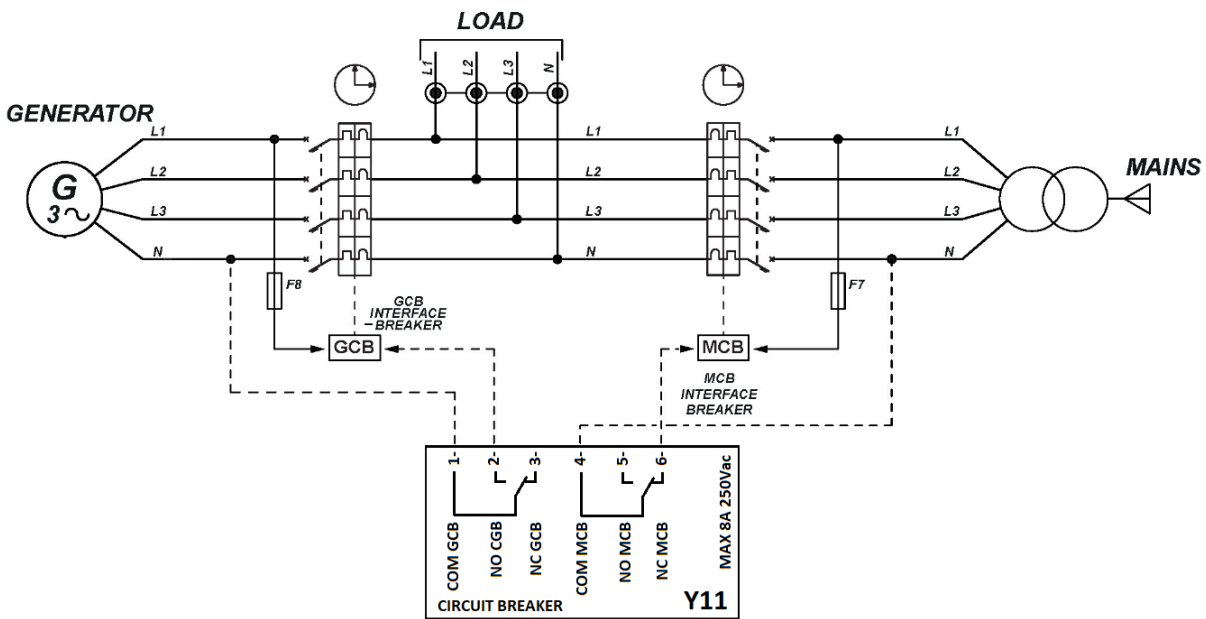 LOAD
L1
L2
L3
N
GENERATOR
MAINS
L1
L1
L1
L2
L2
L2
G
3~
L3
L3
L3
N
N
N
F8
F7
GCB
INTERFACE
BREAKER
GCB
MCB
MCB
INTERFACE
BREAKER
1-
2-
3-
4-
5-
6-
COM GCB
NO CGB
NC GCB
COM MCB
NO MCB
NC MCB
MAX 8A 250Vac
CIRCUIT BREAKER
Y11